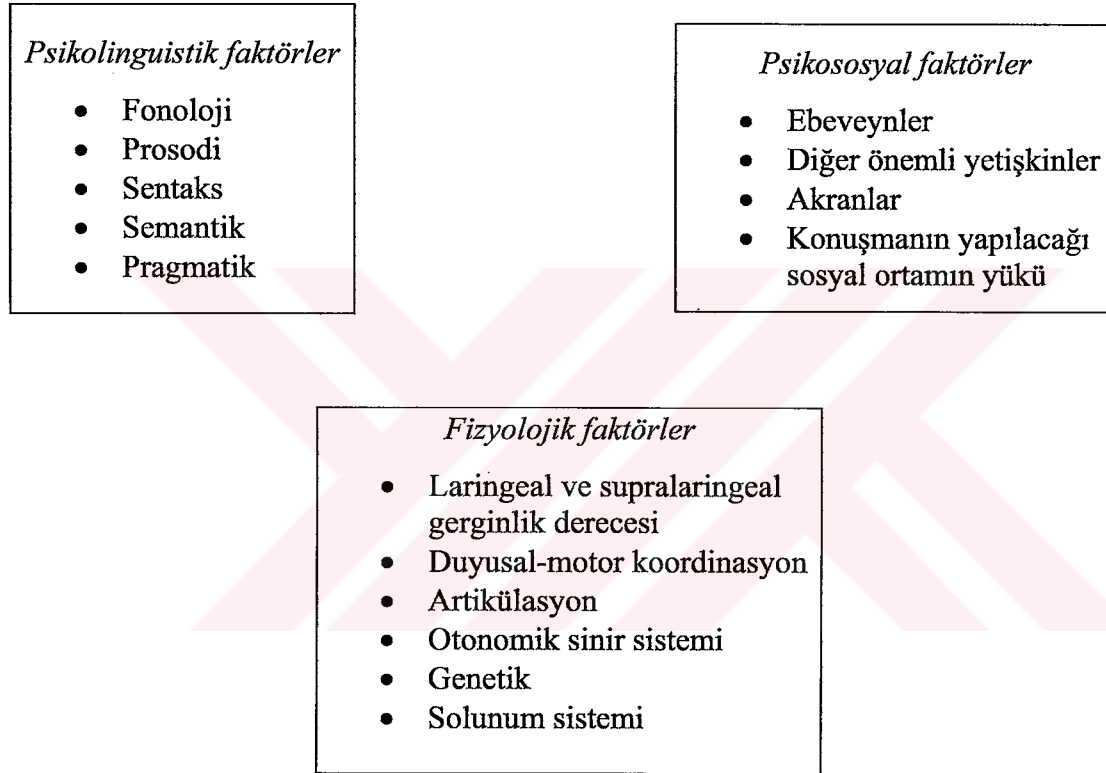 Psikolinguistik faktörler
• Fonoloji
• Prosodi
• Sentaks
• Semantik
• Pragmatik
Psikososyal faktörler
• Ebeveynler
• Diğer önemli yetişkinler
• Akranlar
• Konuşmanın yapılacağı
sosyal ortamın yükü
Fizyolojik faktörler
• Laringeal ve supralaringeal
gerginlik derecesi
• Duyusal-motor koordinasyon
• Artikülasyon
• Otonomik sinir sistemi
• Genetik
• Solunum sistemi